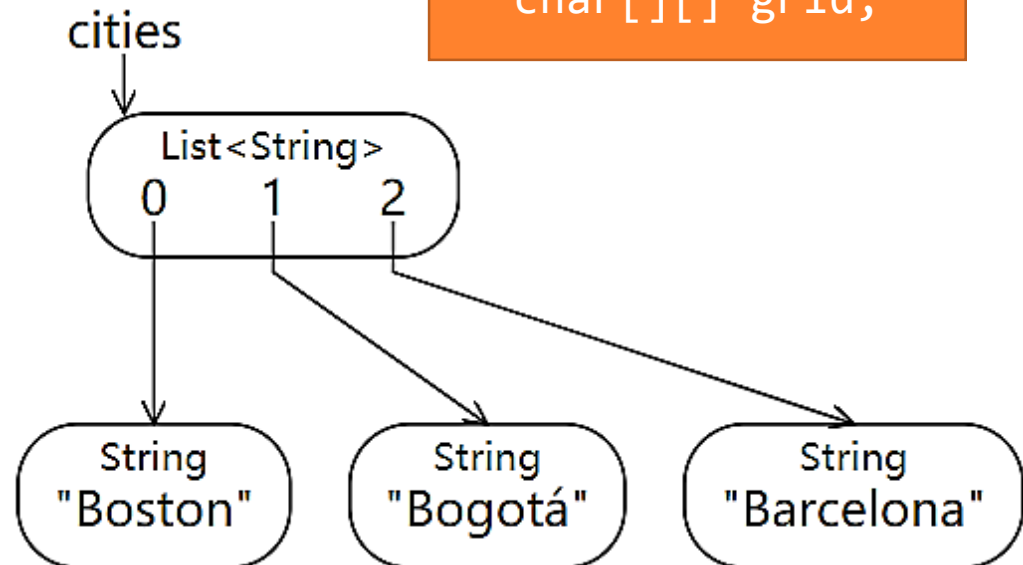 char[][] grid;
cities
List<String>
0 1 2
String
"Boston"
String
"Bogotá"
String
"Barcelona"